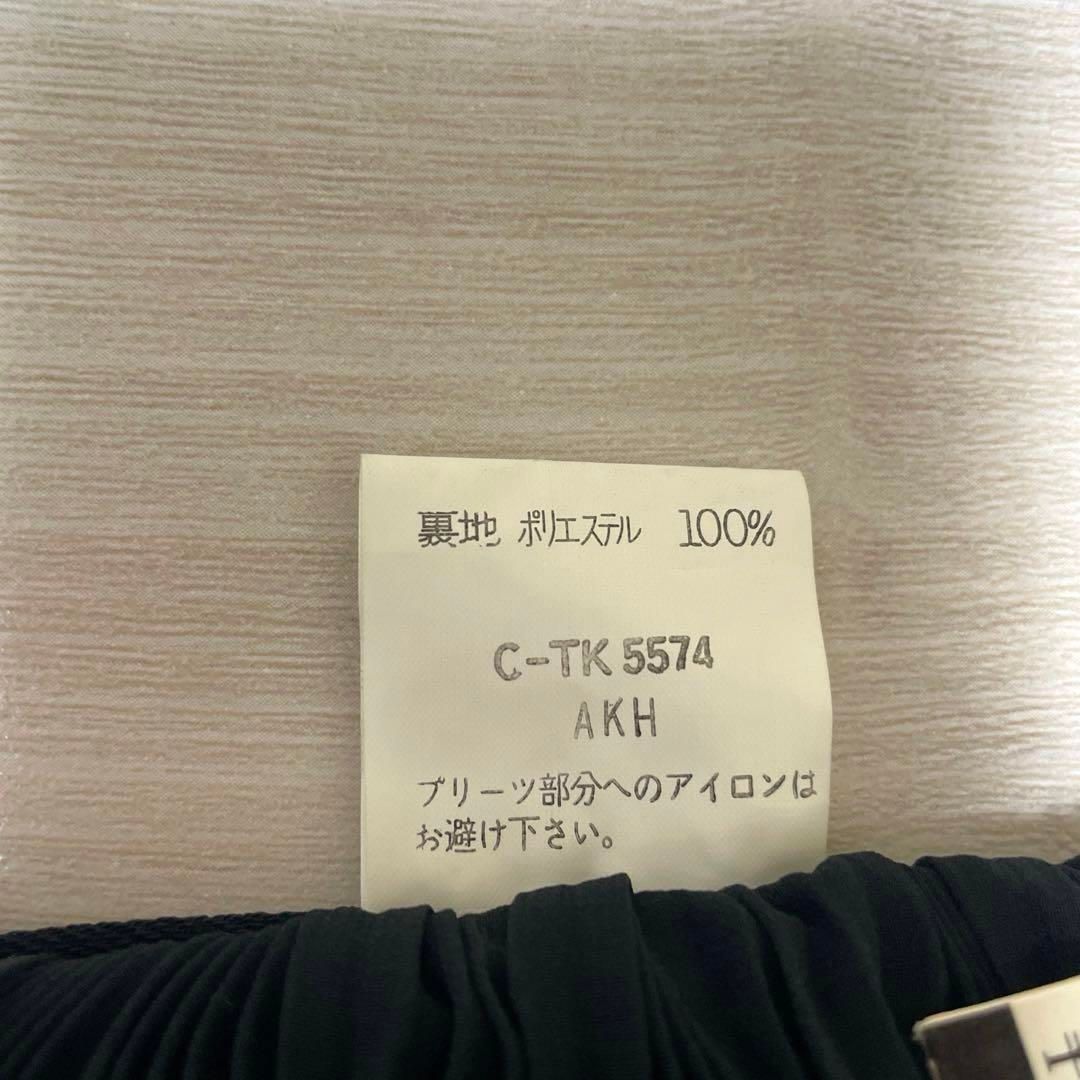 裏地 ポリエステル 100%
C-TK 5574
AKH
プリーツ部分へのアイロンは
お避け下さい。